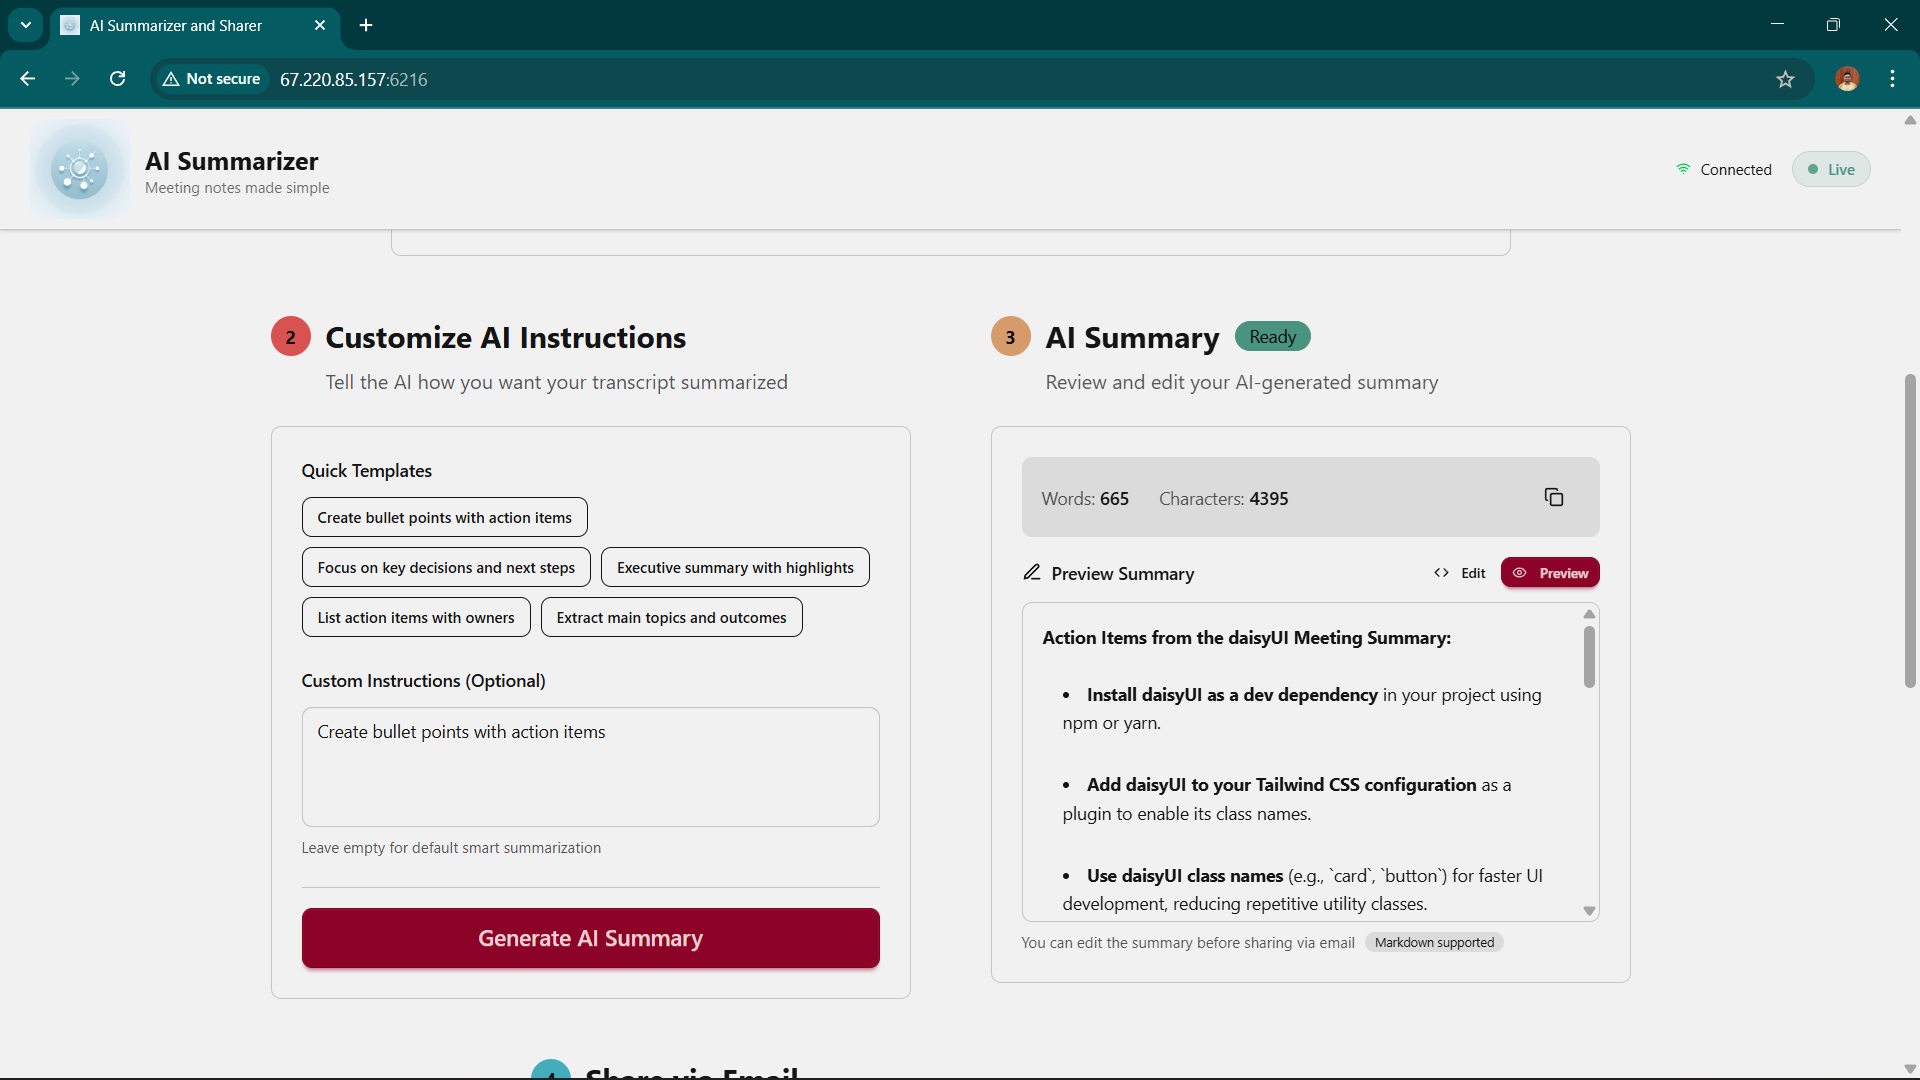 AI Summarizer and Sharer
Not secure
67.220.85.157:6216
AI Summarizer
Meeting notes made simple
Connected
Live
2
Customize AI Instructions
Tell the AI how you want your transcript summarized
Quick Templates
Create bullet points with action items
Focus on key decisions and next steps
Executive summary with highlights
List action items with owners
Extract main topics and outcomes
Custom Instructions (Optional)
Create bullet points with action items
Leave empty for default smart summarization
Generate AI Summary
3
AI Summary
Ready
Review and edit your AI-generated summary
Words: 665 Characters: 4395
Preview Summary
Edit
Preview
Action Items from the daisyUI Meeting Summary:
• Install daisyUI as a dev dependency in your project using
npm or yarn.
• Add daisyUI to your Tailwind CSS configuration as a
plugin to enable its class names.
• Use daisyUI class names (e.g., `card`, `button`) for faster UI
development, reducing repetitive utility classes.
You can edit the summary before sharing via email
Markdown supported
4
Share via Email